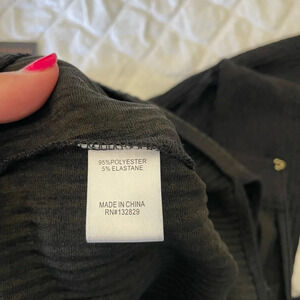 95%POLYESTER
5% ELASTANE
MADE IN CHINA
RN#132829